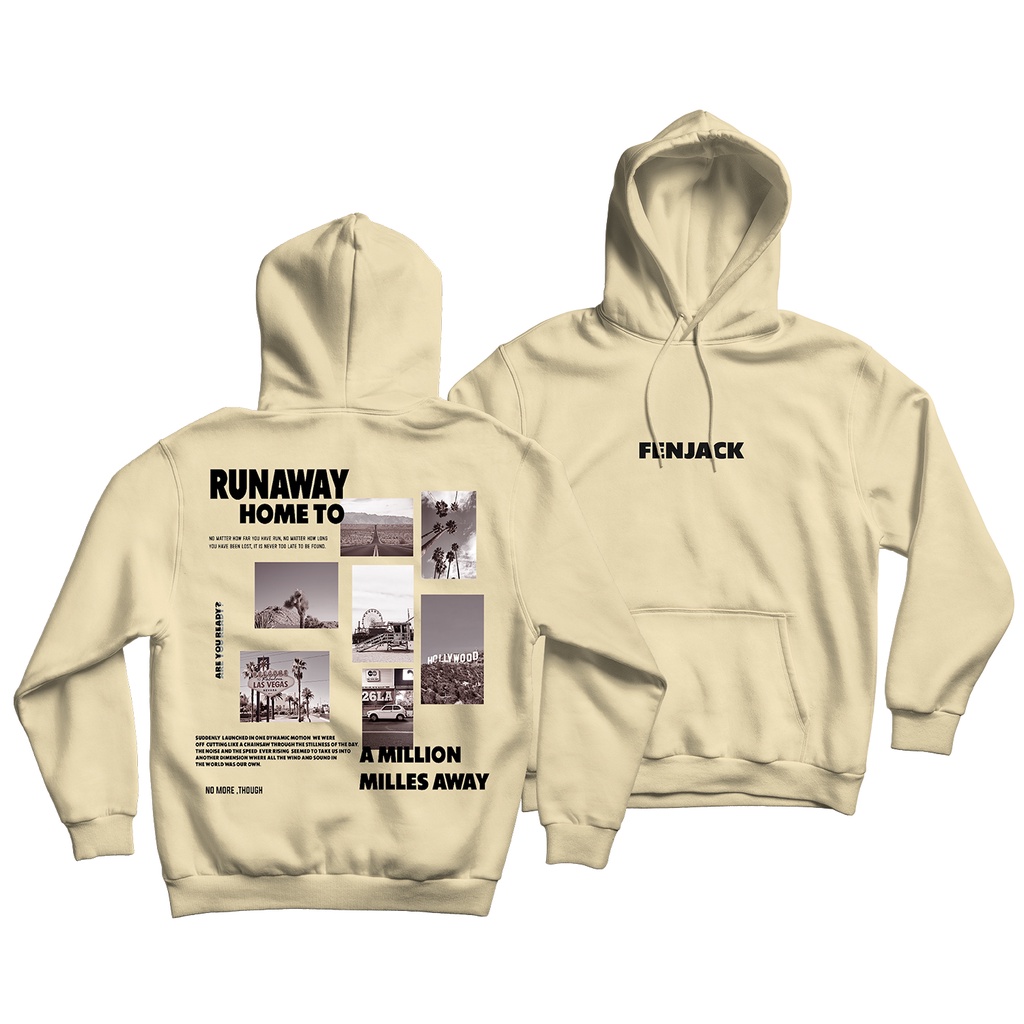 RUNAWAY
HOME TO
NO MATTER HOW FAR YOU HAVE RUN, NO MATTER HOW LONG
YOU HAVE BEEN LOST, IT IS NEVER TOO LATE TO BE FOUND.
ARE YOU READY?
HOLLYWOOD
LAS VEGAS
NEVADA
26LA
SUDDENLY LAUNCHED IN ONE DYNAMIC MOTION WE WERE
OFF CUTTING LIKE A CHAINSAW THROUGH THE STILLNESS OF THE DAY.
THE NOISE AND THE SPEED EVER RISING SEEMED TO TAKE US INTO
ANOTHER DIMENSION WHERE ALL THE WIND AND SOUND IN
THE WORLD WAS OUR OWN.
A MILLION
MILLES AWAY
NO MORE ,THOUGH
FENJACK